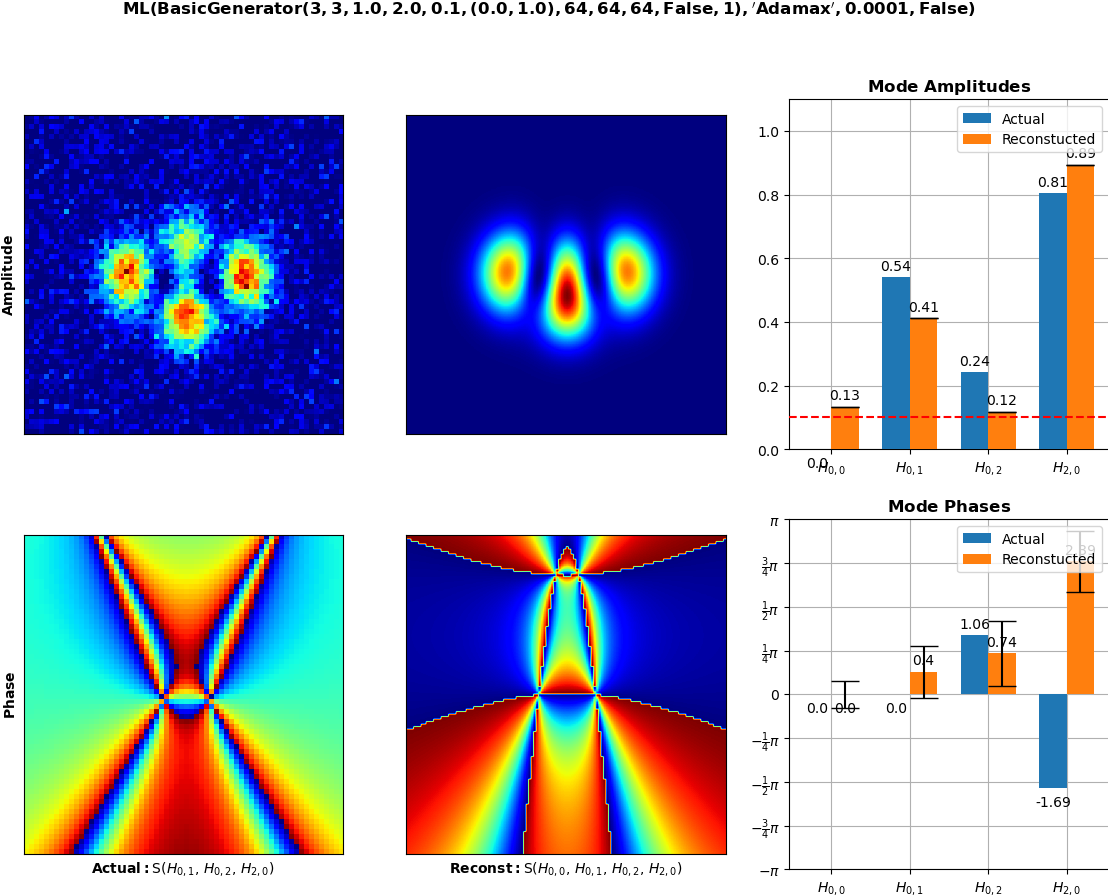 ML(BasicGenerator(3, 3, 1.0, 2.0, 0.1, (0.0, 1.0), 64, 64, 64, False, 1), ′Adamax′, 0.0001, False)
Mode Amplitudes
Actual
Reconstucted
Amplitude
1.0
0.8
0.6
0.4
0.2
0.0
0.0
0.13
0.54
0.41
0.24
0.12
0.81
0.89
H0,0
H0,1
H0,2
H2,0
Mode Phases
Actual
Reconstucted
Phase
π
3/4π
1/2π
1/4π
0
−1/4π
−1/2π
−3/4π
−π
0.0
0.0
0.0
0.4
1.06
0.74
-1.69
2.39
H0,0
H0,1
H0,2
H2,0
Actual: S(H0,1, H0,2, H2,0)
Reconst: S(H0,0, H0,1, H0,2, H2,0)